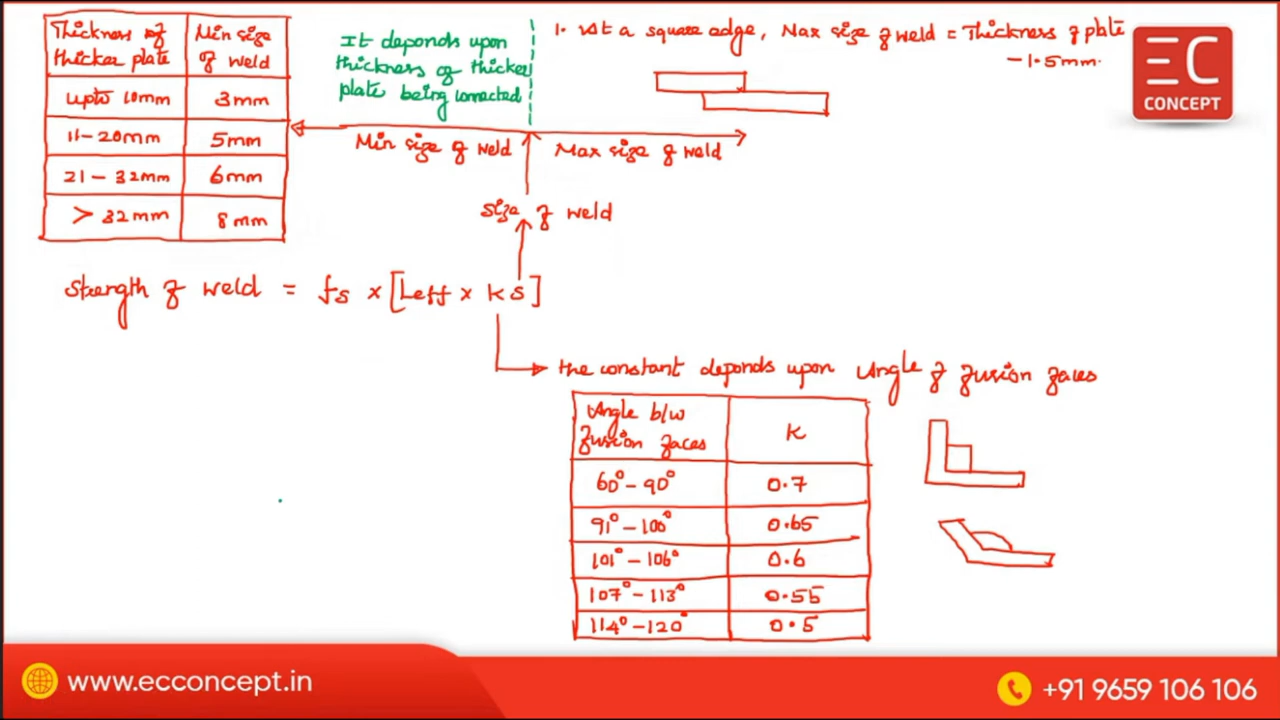 Thickness of
thicker plate
Min size
of weld
upto 10mm
3mm
11-20mm
5mm
21 - 32mm
6mm
> 32mm
8mm
It depends upon
thickness of thicker
plate being connected
1. At a square edge, Max size of weld = Thickness of plate
- 1.5mm.
EC
CONCEPT
Min size of weld
Max size of weld
Size of weld
Strength of weld = fs × [Leff × KS]
the constant depends upon Angle of fusion faces
Angle b/w
fusion faces
K
60° - 90°
0.7
91° - 100°
0.65
101° - 106°
0.6
107° - 113°
0.55
114° - 120°
0.5
www.ecconcept.in
+91 9659 106 106